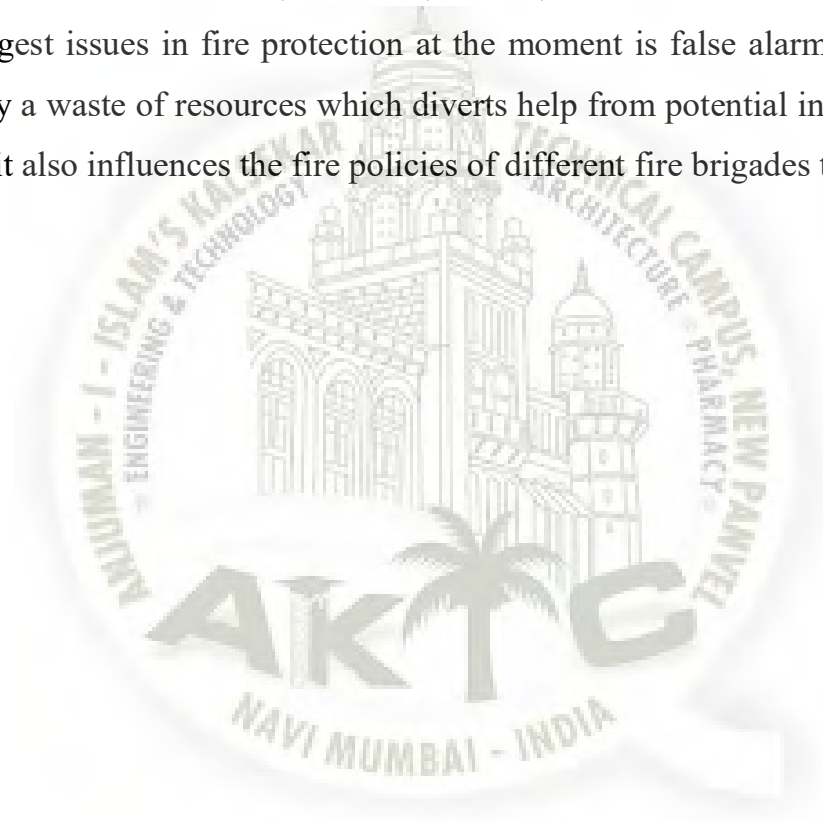 gest issues in fire protection at the moment is false alarm
y a waste of resources which diverts help from potential in
it also influences the fire policies of different fire brigades t
ANJUMAN - I - ISLAM'S KALSEKAR TECHNICAL CAMPUS, NEW PANVEL
ENGINEERING & TECHNOLOGY ARCHITECTURE PHARMACY
AKTC
NAVI MUMBAI - INDIA